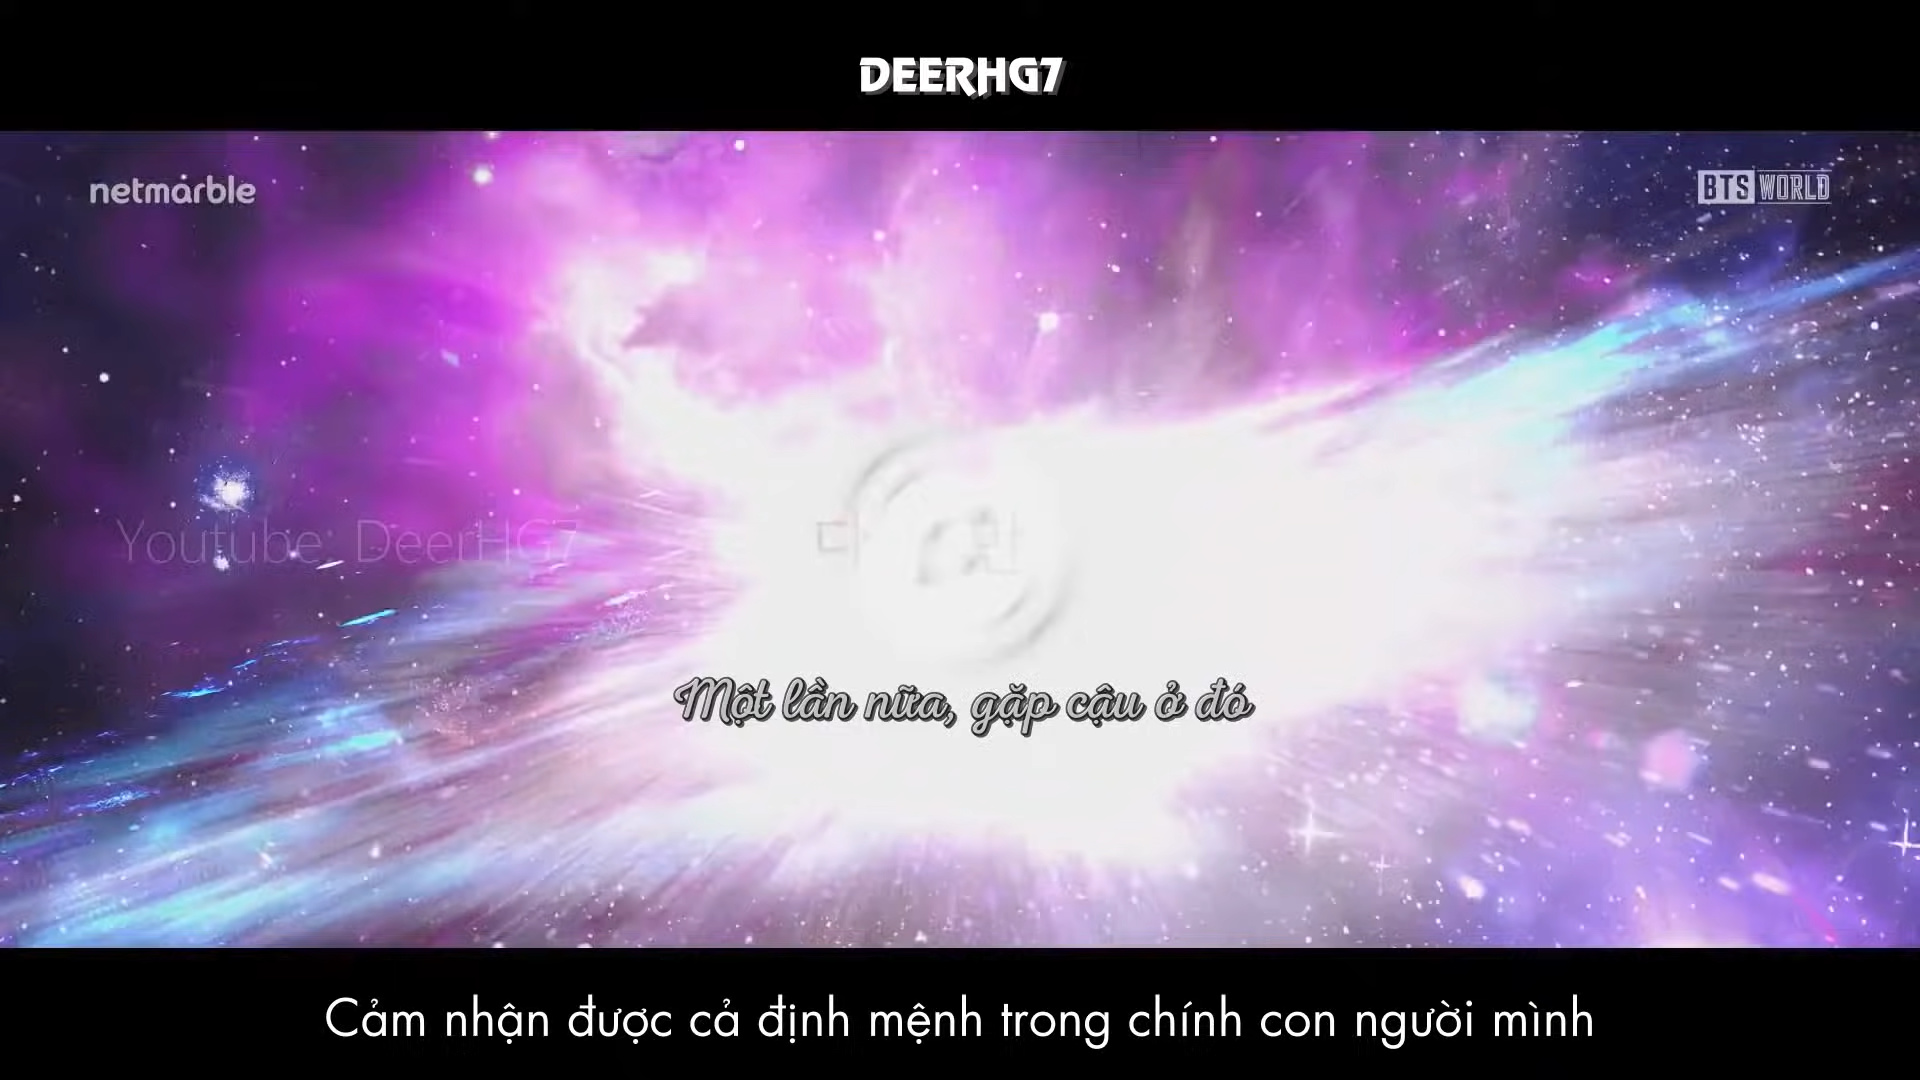 DEERHG7
netmarble
BTS WORLD
Youtube: DeerHG7
Một lần nữa, gặp cậu ở đó
Cảm nhận được cả định mệnh trong chính con người mình